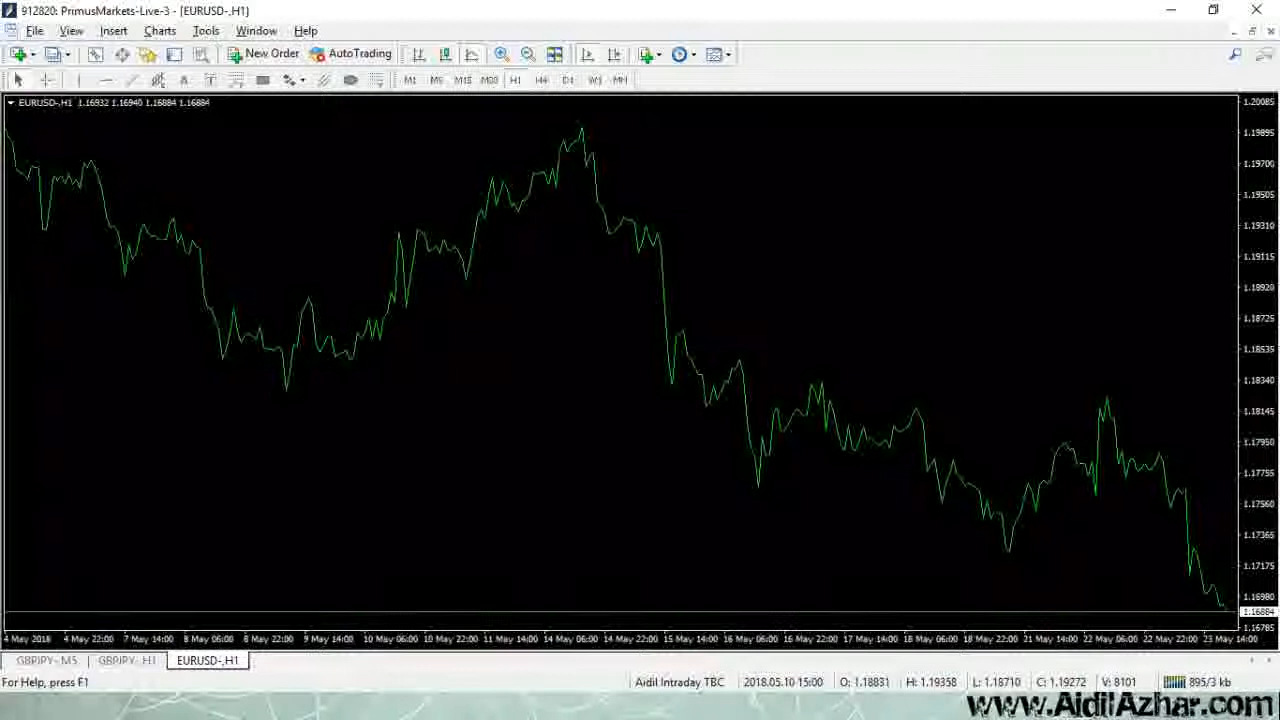 912820: PrimusMarkets-Live-3 - [EURUSD-,H1]
File View Insert Charts Tools Window Help
New Order AutoTrading
M1 M5 M15 M30 H1 H4 D1 W1 MN
EURUSD-,H1 1.16932 1.16940 1.16884 1.16884
1.20085
1.19895
1.19700
1.19505
1.19310
1.19115
1.18920
1.18725
1.18535
1.18340
1.18145
1.17950
1.17755
1.17560
1.17365
1.17175
1.16980
1.16884
1.16785
4 May 2018 4 May 22:00 7 May 14:00 8 May 06:00 8 May 22:00 9 May 14:00 10 May 06:00 10 May 22:00 11 May 14:00 14 May 06:00 14 May 22:00 15 May 14:00 16 May 06:00 16 May 22:00 17 May 14:00 18 May 06:00 18 May 22:00 21 May 14:00 22 May 06:00 22 May 22:00 23 May 14:00
GBPJPY-,M5 GBPJPY-,H1 EURUSD-,H1
For Help, press F1 Aidil Intraday TBC 2018.05.10 15:00 O: 1.18831 H: 1.19358 L: 1.18710 C: 1.19272 V: 8101 895/3 kb
www.AidilAzhar.com